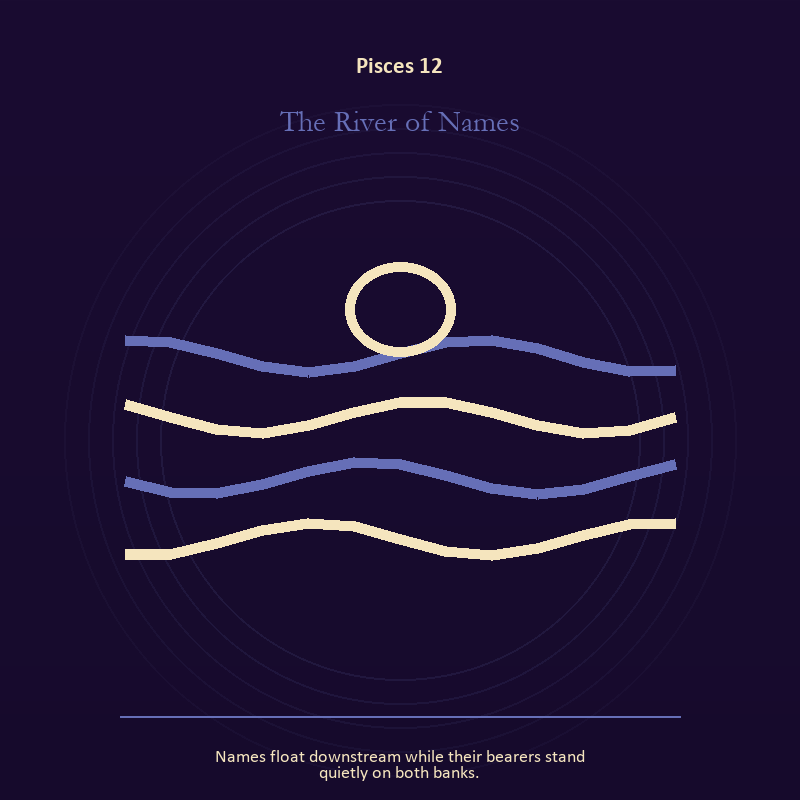 Pisces 12
The River of Names
Names float downstream while their bearers stand
quietly on both banks.